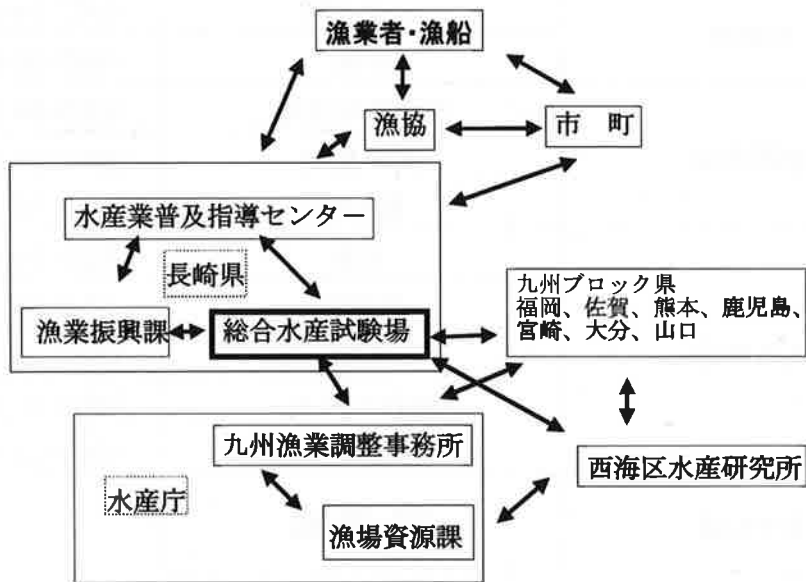 漁業者・漁船
漁協
市　町
水産業普及指導センター
長崎県
漁業振興課
総合水産試験場
九州ブロック県
福岡、佐賀、熊本、鹿児島、
宮崎、大分、山口
九州漁業調整事務所
西海区水産研究所
水産庁
漁場資源課